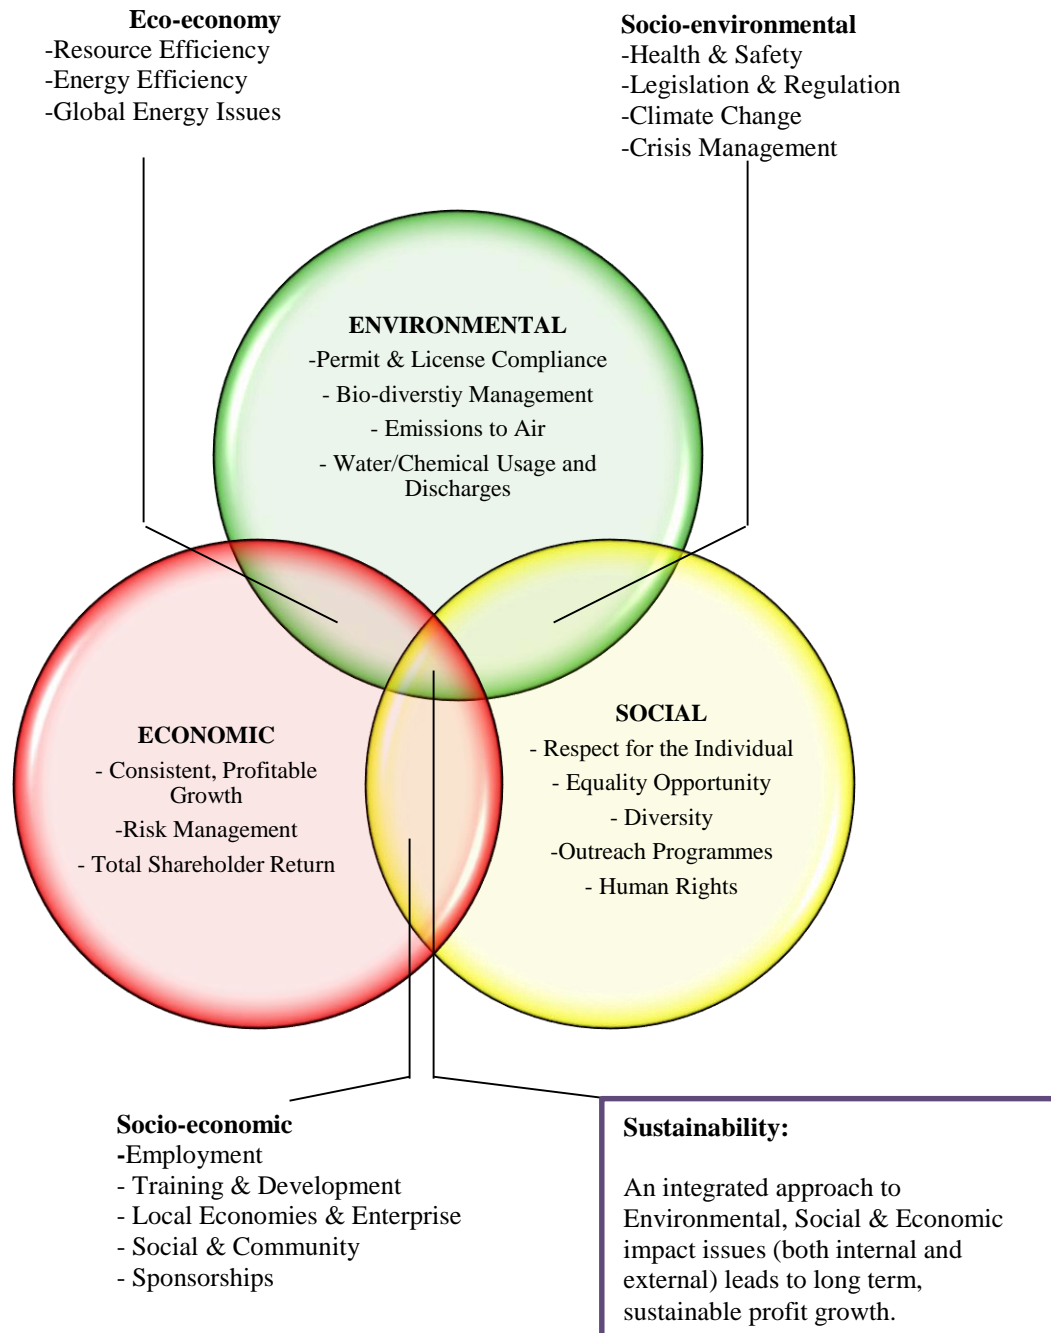 Eco-economy
-Resource Efficiency
-Energy Efficiency
-Global Energy Issues
Socio-environmental
-Health & Safety
-Legislation & Regulation
-Climate Change
-Crisis Management
ENVIRONMENTAL
-Permit & License Compliance
- Bio-diverstiy Management
- Emissions to Air
- Water/Chemical Usage and
Discharges
ECONOMIC
- Consistent, Profitable
Growth
-Risk Management
- Total Shareholder Return
SOCIAL
- Respect for the Individual
- Equality Opportunity
- Diversity
-Outreach Programmes
- Human Rights
Socio-economic
-Employment
- Training & Development
- Local Economies & Enterprise
- Social & Community
- Sponsorships
Sustainability:
An integrated approach to
Environmental, Social & Economic
impact issues (both internal and
external) leads to long term,
sustainable profit growth.